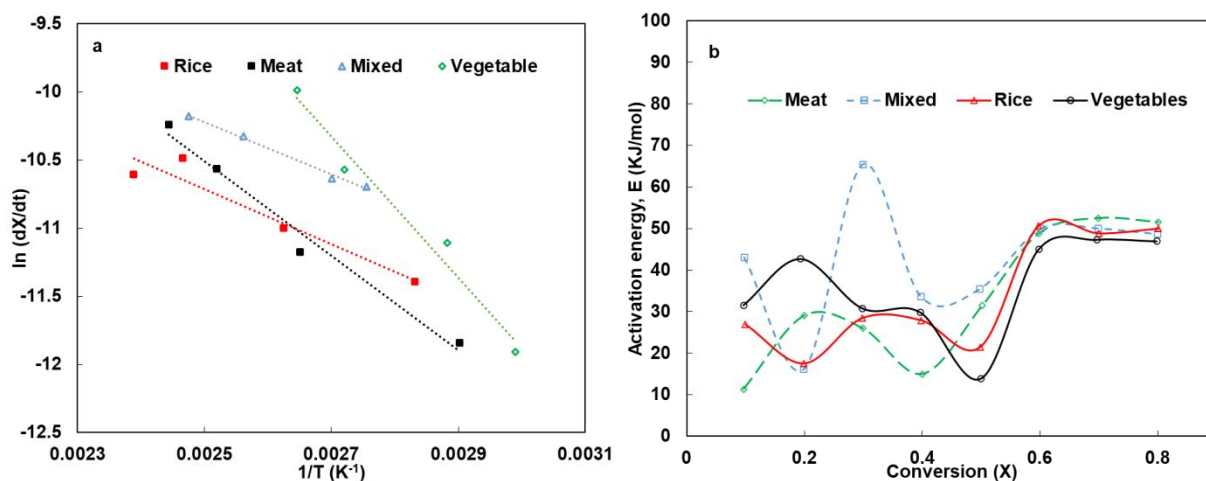 a
Rice Meat Mixed Vegetable
ln (dX/dt)
-9.5
-10
-10.5
-11
-11.5
-12
-12.5
0.0023 0.0025 0.0027 0.0029 0.0031
1/T (K-1)
b
Meat Mixed Rice Vegetables
Activation energy, E (KJ/mol)
100
90
80
70
60
50
40
30
20
10
0
0 0.2 0.4 0.6 0.8
Conversion (X)